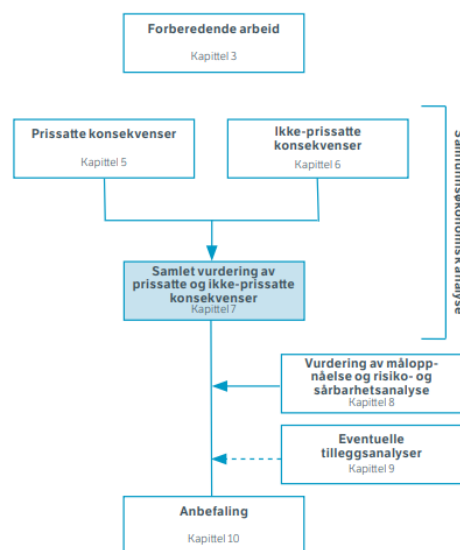 Forberedende arbeid
Kapittel 3
Prissatte konsekvenser
Kapittel 5
Ikke-prissatte
konsekvenser
Kapittel 6
Samfunnsøkonomisk analyse
Samlet vurdering av
prissatte og ikke-prissatte
konsekvenser
Kapittel 7
Vurdering av målopp-
nåelse og risiko- og
sårbarhetsanalyse
Kapittel 8
Eventuelle
tilleggsanalyser
Kapittel 9
Anbefaling
Kapittel 10